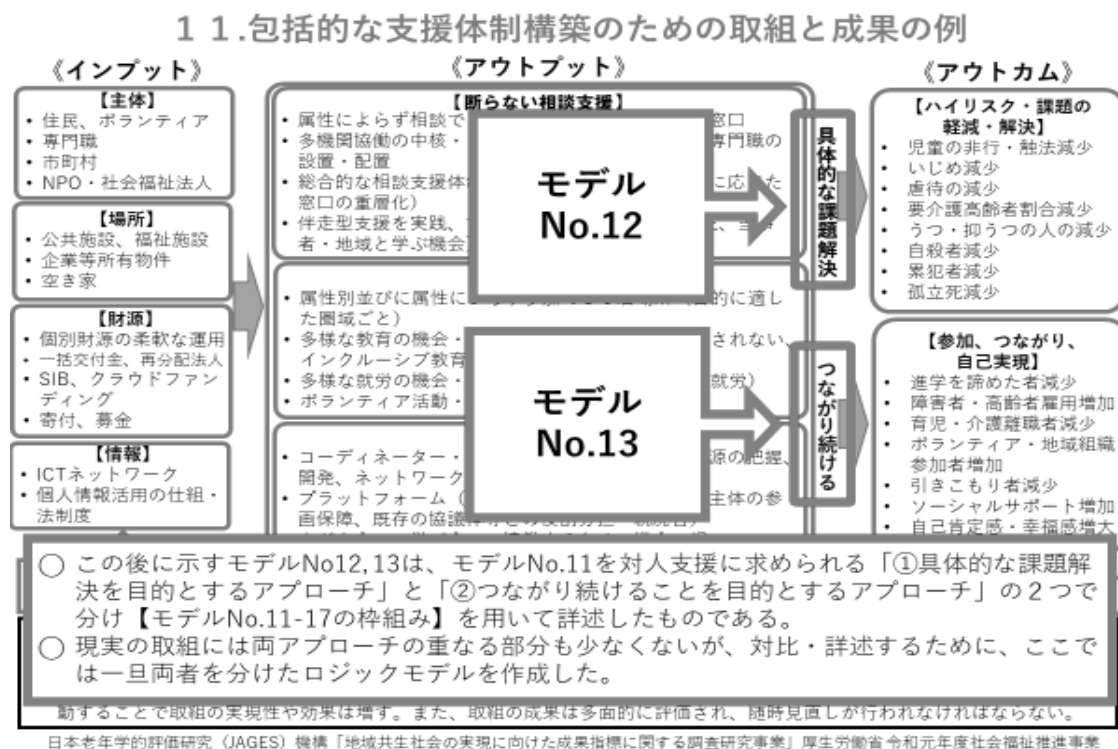 １１.包括的な支援体制構築のための取組と成果の例
《インプット》
【主体】
• 住民、ボランティア
• 専門職
• 市町村
• NPO・社会福祉法人
【場所】
• 公共施設、福祉施設
• 企業等所有物件
• 空き家
【財源】
• 個別財源の柔軟な運用
• 一括交付金、再分配法人
• SIB、クラウドファン
ディング
• 寄付、募金
【情報】
• ICTネットワーク
• 個人情報活用の仕組・
法制度
《アウトプット》
【断らない相談支援】
• 属性によらず相談で
窓口
• 多機関協働の中核・
専門職の
設置・配置
• 総合的な相談支援体
に応
た
窓口の重層化）
• 伴走型支援を実践、
者・地域と学ぶ機会
モデル
No.12
具体的な課題解決
• 属性別並びに属性に
的に適し
た圏域ごと）
• 多様な教育の機会・
されない、
インクルーシブ教育
• 多様な就労の機会・
就労）
• ボランティア活動・
モデル
No.13
つながり続ける
• コーディネーター・
源の把握、
開発、ネットワーク
• プラットフォーム（
主体の参
画保障、既存の協議
《アウトカム》
【ハイリスク・課題の
軽減・解決】
• 児童の非行・触法減少
• いじめ減少
• 虐待の減少
• 要介護高齢者割合減少
• うつ・抑うつの人の減少
• 自殺者減少
• 累犯者減少
• 孤立死減少
【参加、つながり、
自己実現】
• 進学を諦めた者減少
• 障害者・高齢者雇用増加
• 育児・介護離職者減少
• ボランティア・地域組織
参加者増加
• 引きこもり者減少
• ソーシャルサポート増加
• 自己肯定感・幸福感増大
○ この後に示すモデルNo12,13は、モデルNo.11を対人支援に求められる「①具体的な課題解
決を目的とするアプローチ」と「②つながり続けることを目的とするアプローチ」の２つで
分け【モデルNo.11-17の枠組み】を用いて詳述したものである。
○ 現実の取組には両アプローチの重なる部分も少なくないが、対比・詳述するために、ここで
は一旦両者を分けたロジックモデルを作成した。
動することで取組の実現性や効果は増す。また、取組の成果は多面的に評価され、随時見直しが行われなければならない。
日本老年学的評価研究（JAGES）機構「地域共生社会の実現に向けた成果指標に関する調査研究事業」厚生労働省 令和元年度社会福祉推進事業